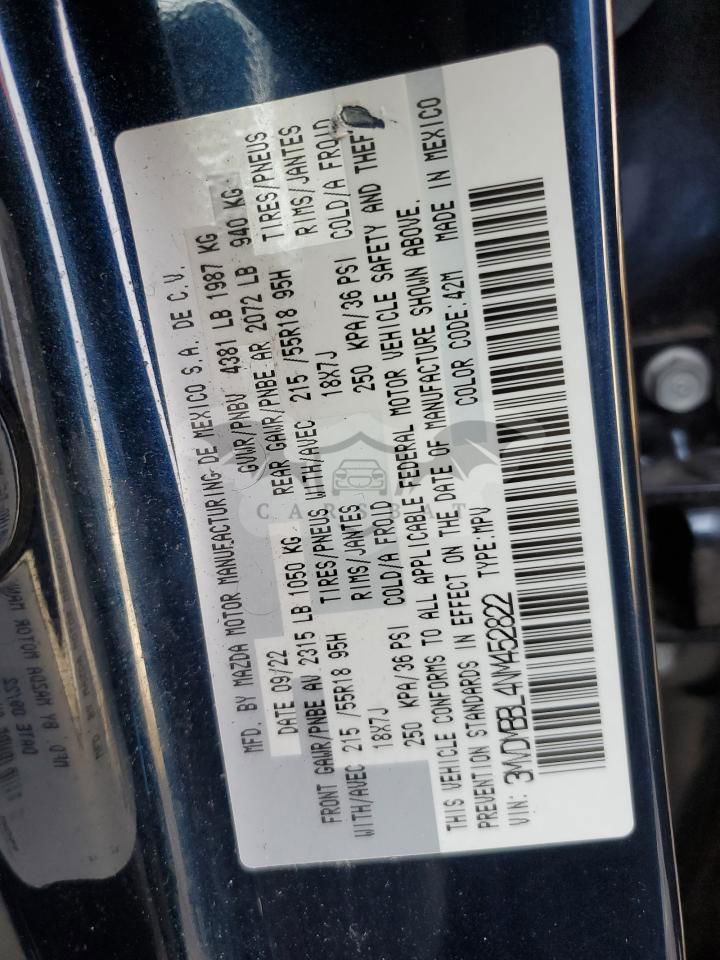 MFD. BY MAZDA MOTOR MANUFACTURING DE MEXICO S.A. DE C.V.
DATE 09/22 GVWR/PNBV 4381 LB 1987 KG
FRONT GAWR/PNBE AV 2315 LB 1050 KG REAR GAWR/PNBE AR 2072 LB 940 KG
WITH/AVEC 215 /55R18 95H TIRES/PNEUS WITH/AVEC 215 /55R18 95H TIRES/PNEUS
18X7J RIMS/JANTES 18X7J RIMS/JANTES
250 KPA/36 PSI COLD/A FROID 250 KPA/36 PSI COLD/A FROID
THIS VEHICLE CONFORMS TO ALL APPLICABLE FEDERAL MOTOR VEHICLE SAFETY AND THEFT
PREVENTION STANDARDS IN EFFECT ON THE DATE OF MANUFACTURE SHOWN ABOVE.
VIN: 3MVDMBBL4NM452822 TYPE:MPV COLOR CODE:42M MADE IN MEXICO